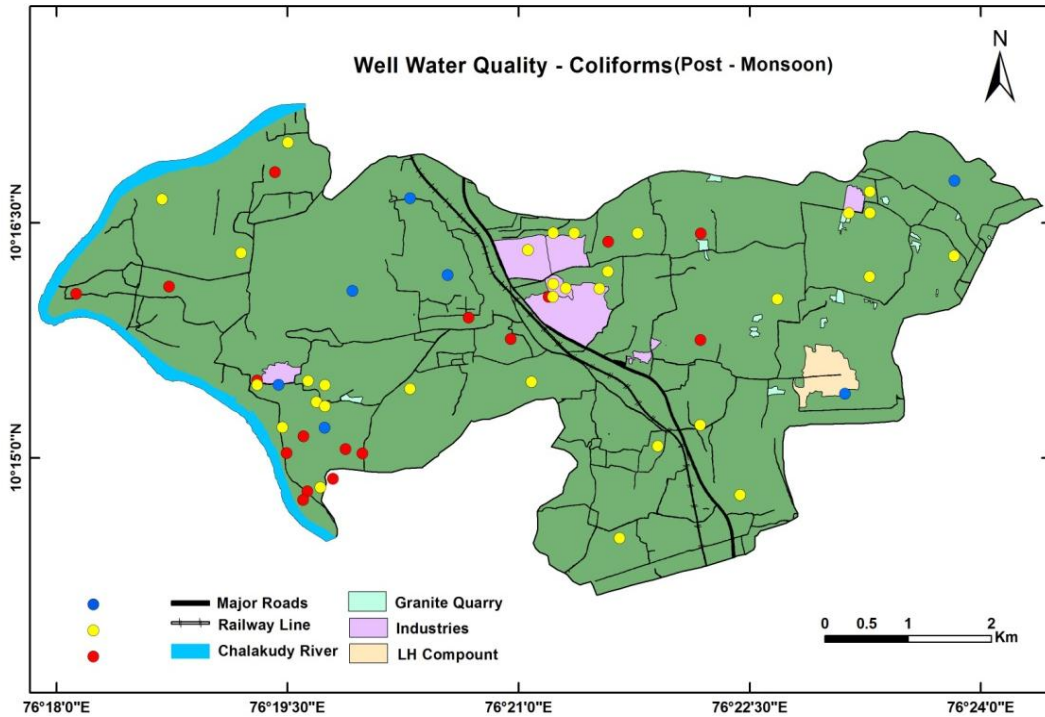 Well Water Quality - Coliforms(Post - Monsoon)
N
10°16'30"N
10°15'0"N
Major Roads
Railway Line
Chalakudy River
Granite Quarry
Industries
LH Compount
0 0.5 1 2
Km
76°18'0"E 76°19'30"E 76°21'0"E 76°22'30"E 76°24'0"E